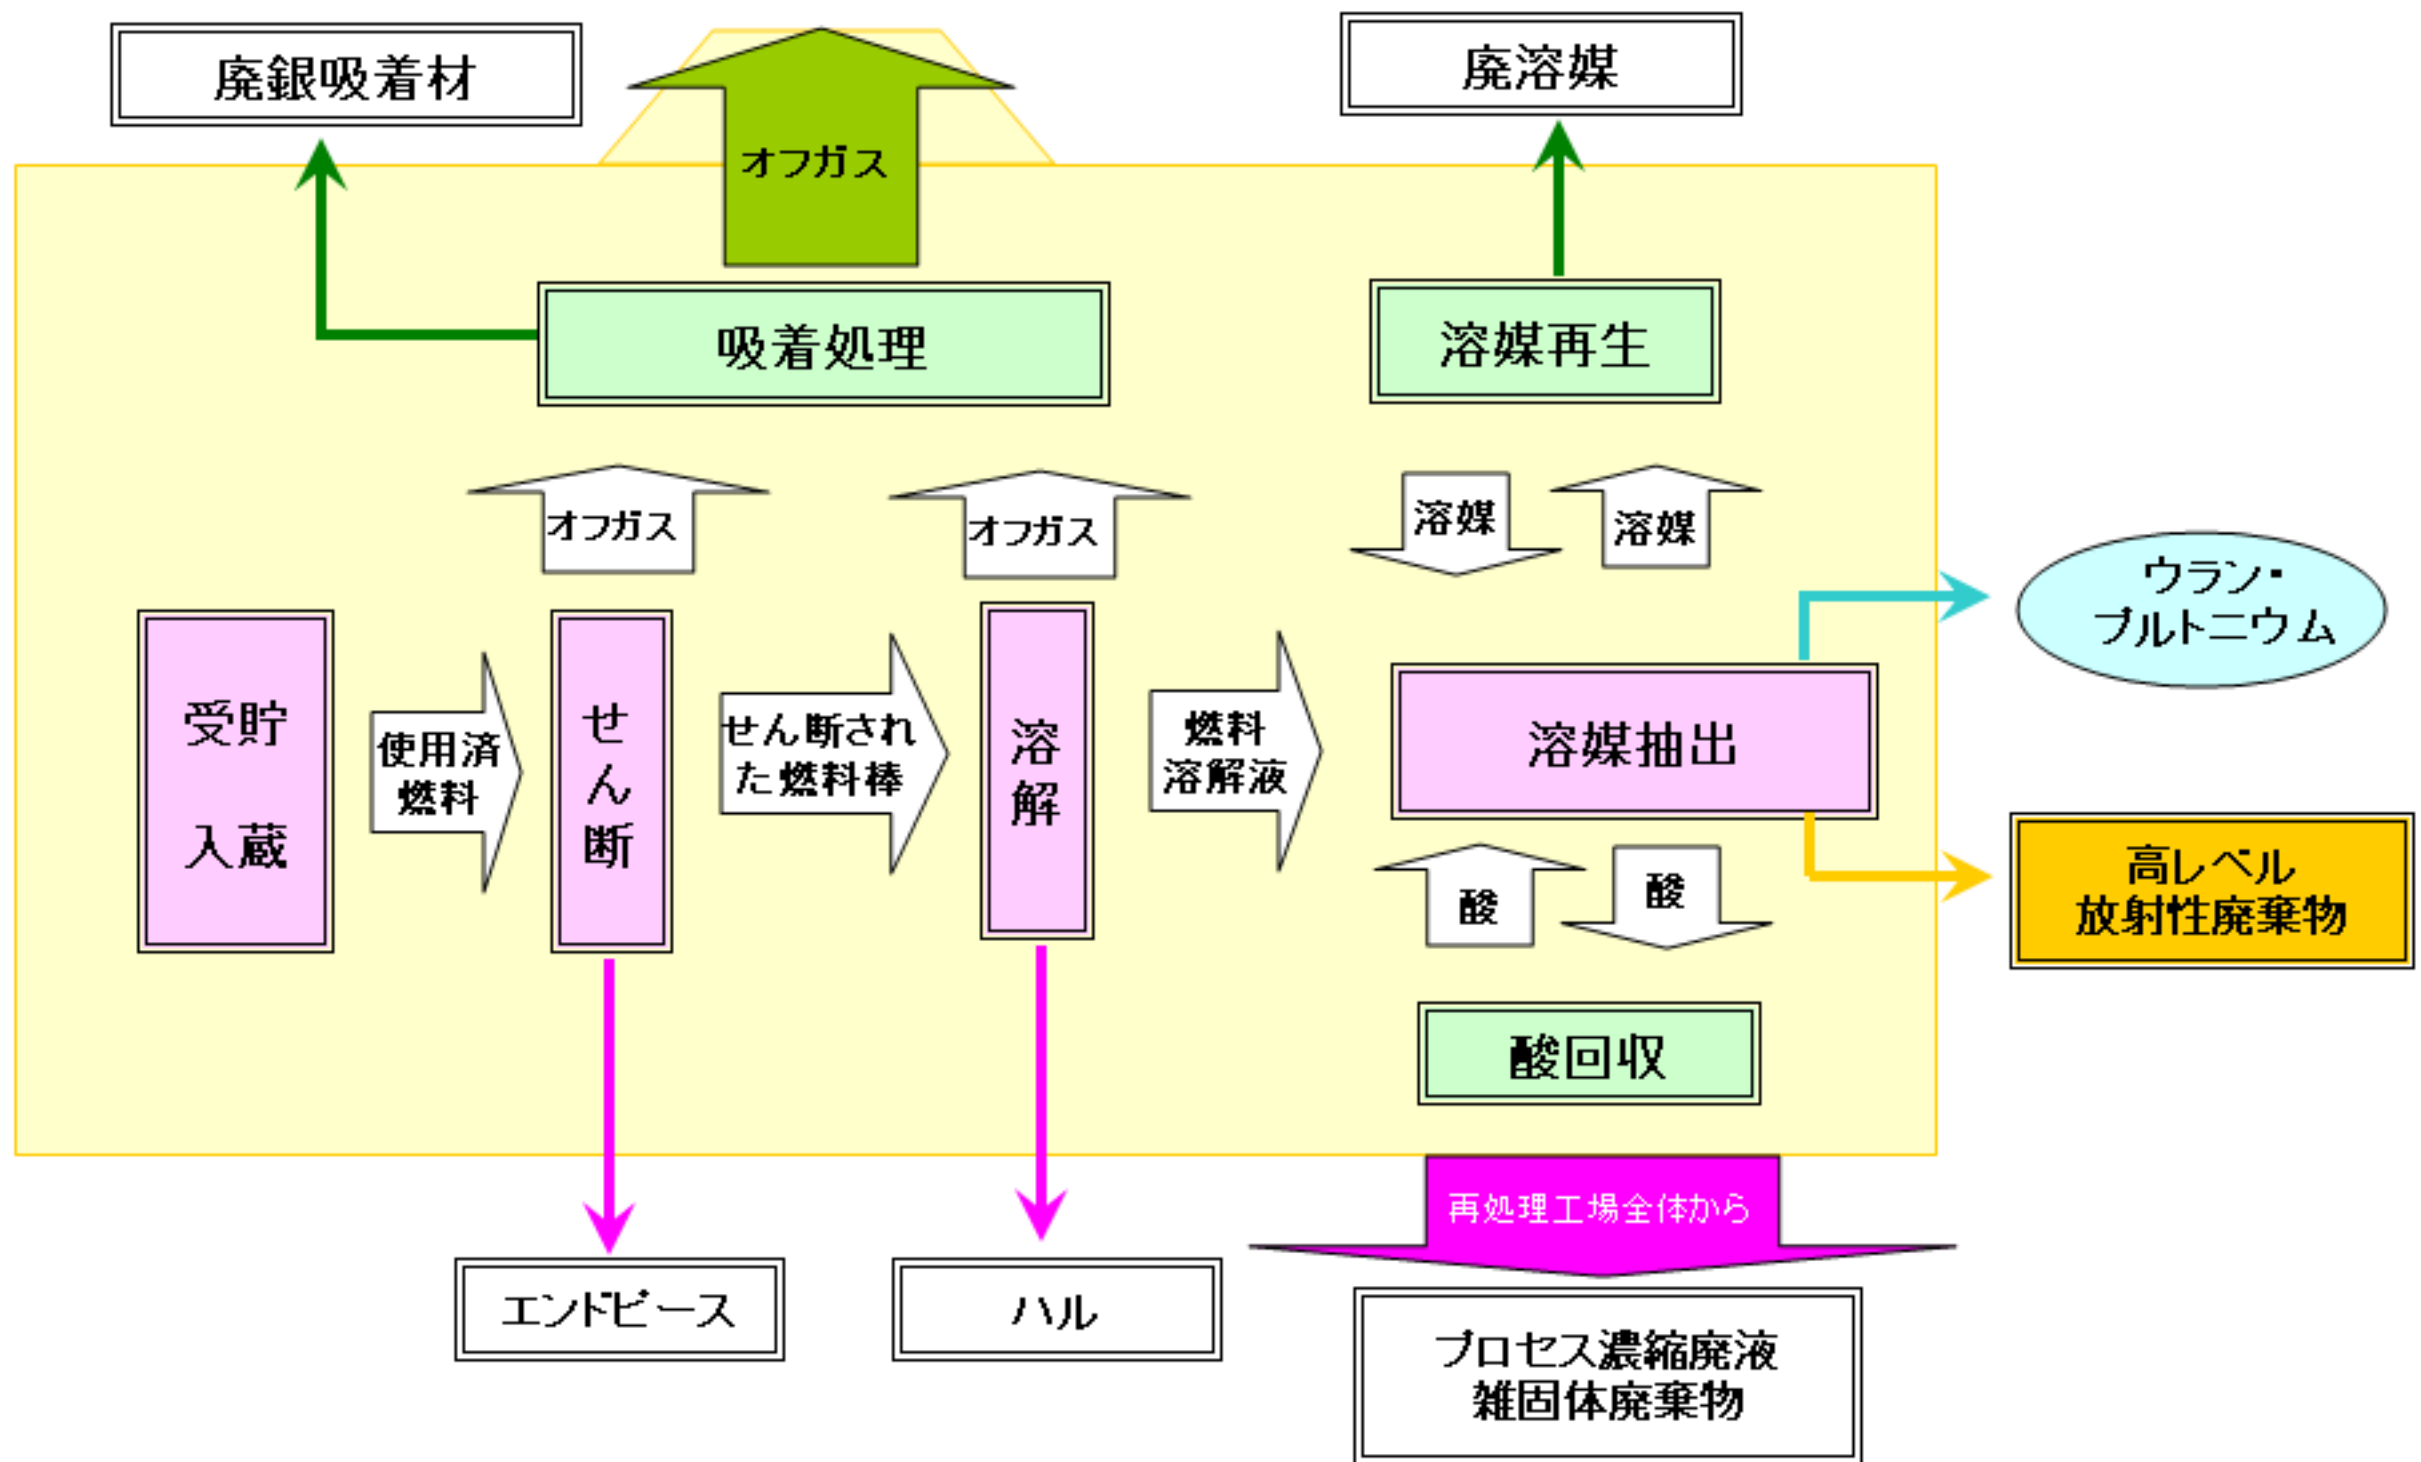 廃銀吸着材
オフガス
廃溶媒
吸着処理
溶媒再生
オフガス
オフガス
溶媒
溶媒
ウラン・
プルトニウム
受貯
入蔵
使用済
燃料
せ
ん
断
せん断され
た燃料棒
溶
解
燃料
溶解液
溶媒抽出
酸
酸
高レベル
放射性廃棄物
酸回収
再処理工場全体から
エンドピース
ハル
プロセス濃縮廃液
雑固体廃棄物